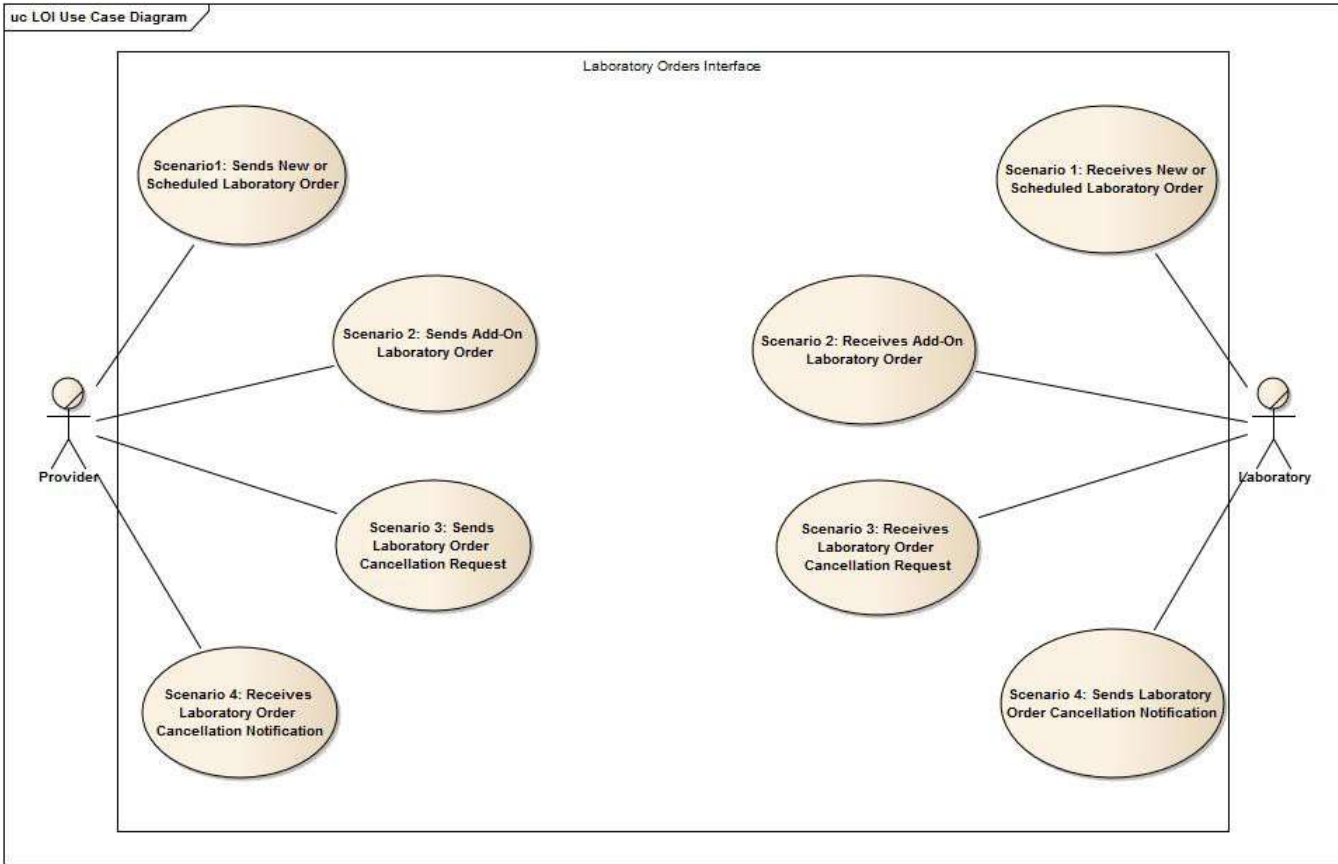 uc LOI Use Case Diagram
Laboratory Orders Interface
Scenario1: Sends New or
Scheduled Laboratory Order
Scenario 1: Receives New or
Scheduled Laboratory Order
Scenario 2: Sends Add-On
Laboratory Order
Scenario 2: Receives Add-On
Laboratory Order
Provider
Laboratory
Scenario 3: Sends
Laboratory Order
Cancellation Request
Scenario 3: Receives
Laboratory Order
Cancellation Request
Scenario 4: Receives
Laboratory Order
Cancellation Notification
Scenario 4: Sends Laboratory
Order Cancellation Notification